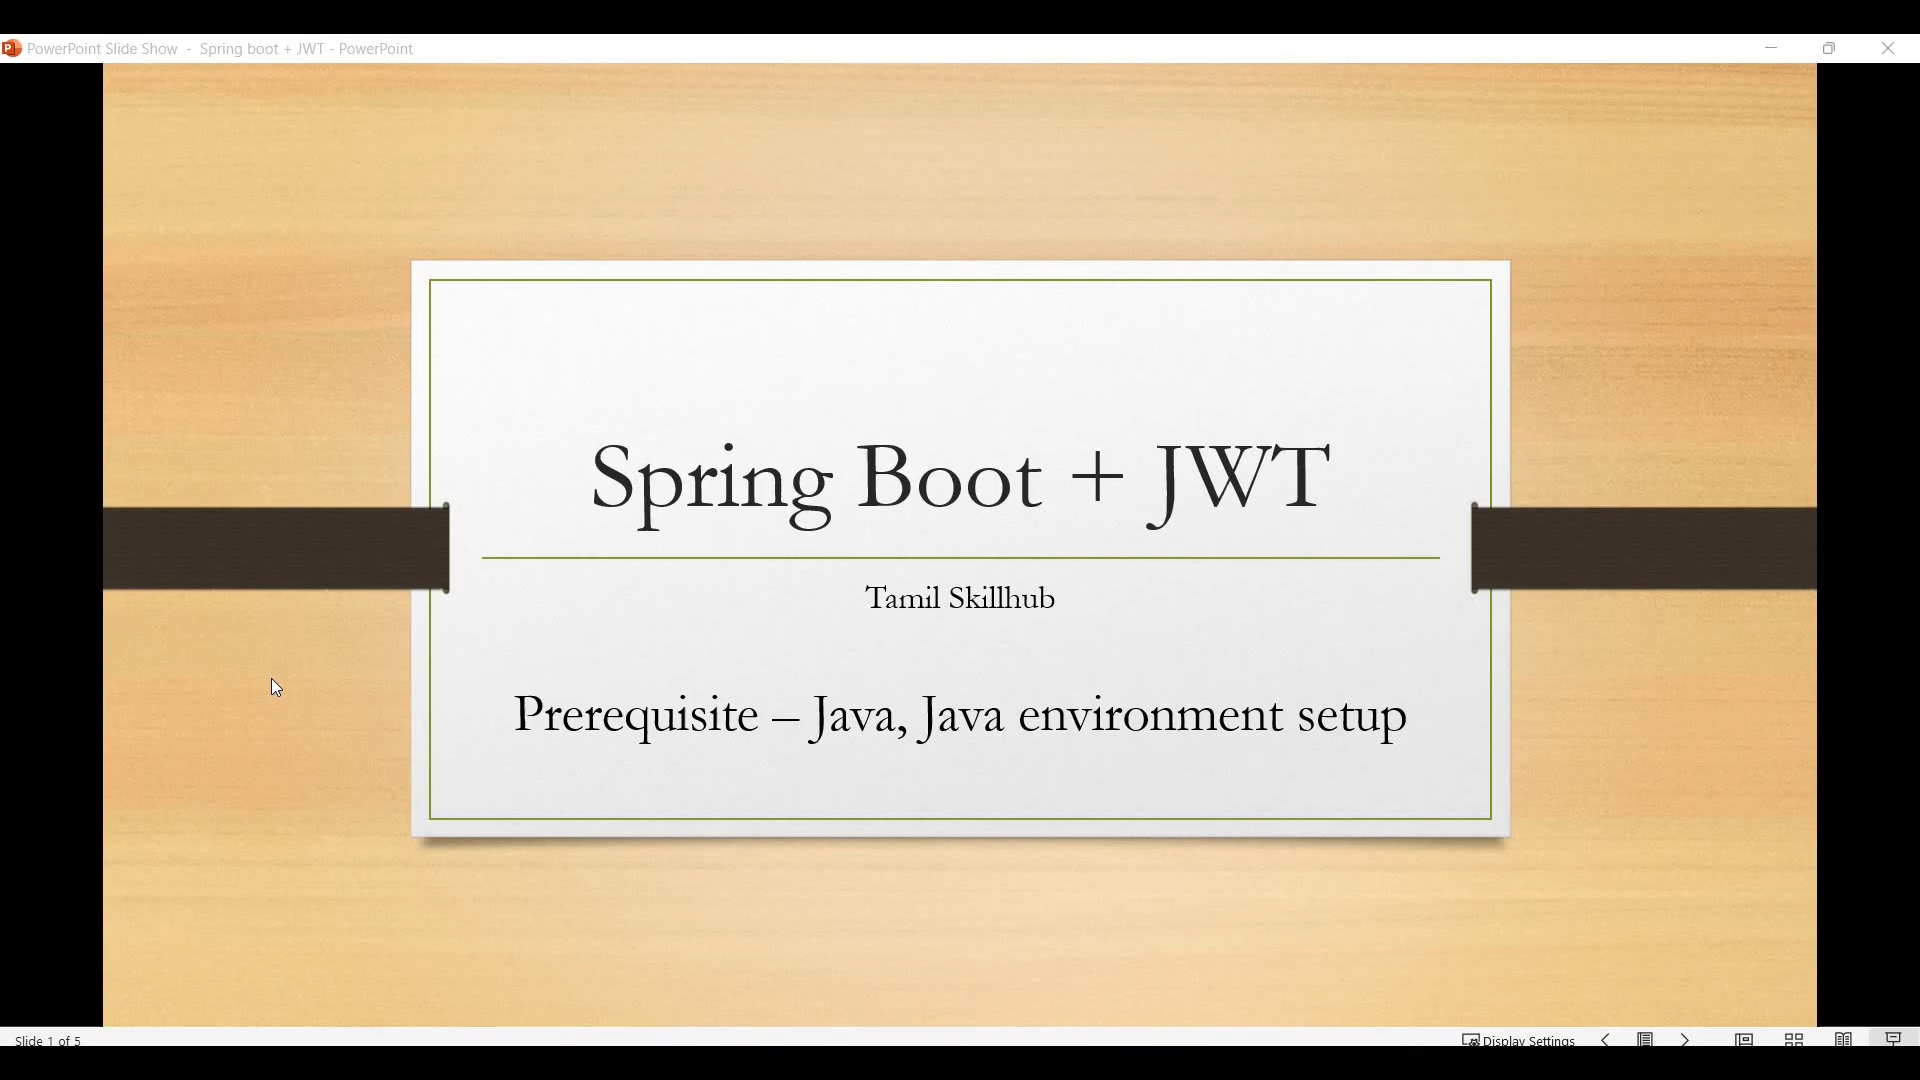 PowerPoint Slide Show - Spring boot + JWT - PowerPoint
Spring Boot + JWT
Tamil Skillhub
Prerequisite – Java, Java environment setup
Slide 1 of 5
Display Settings